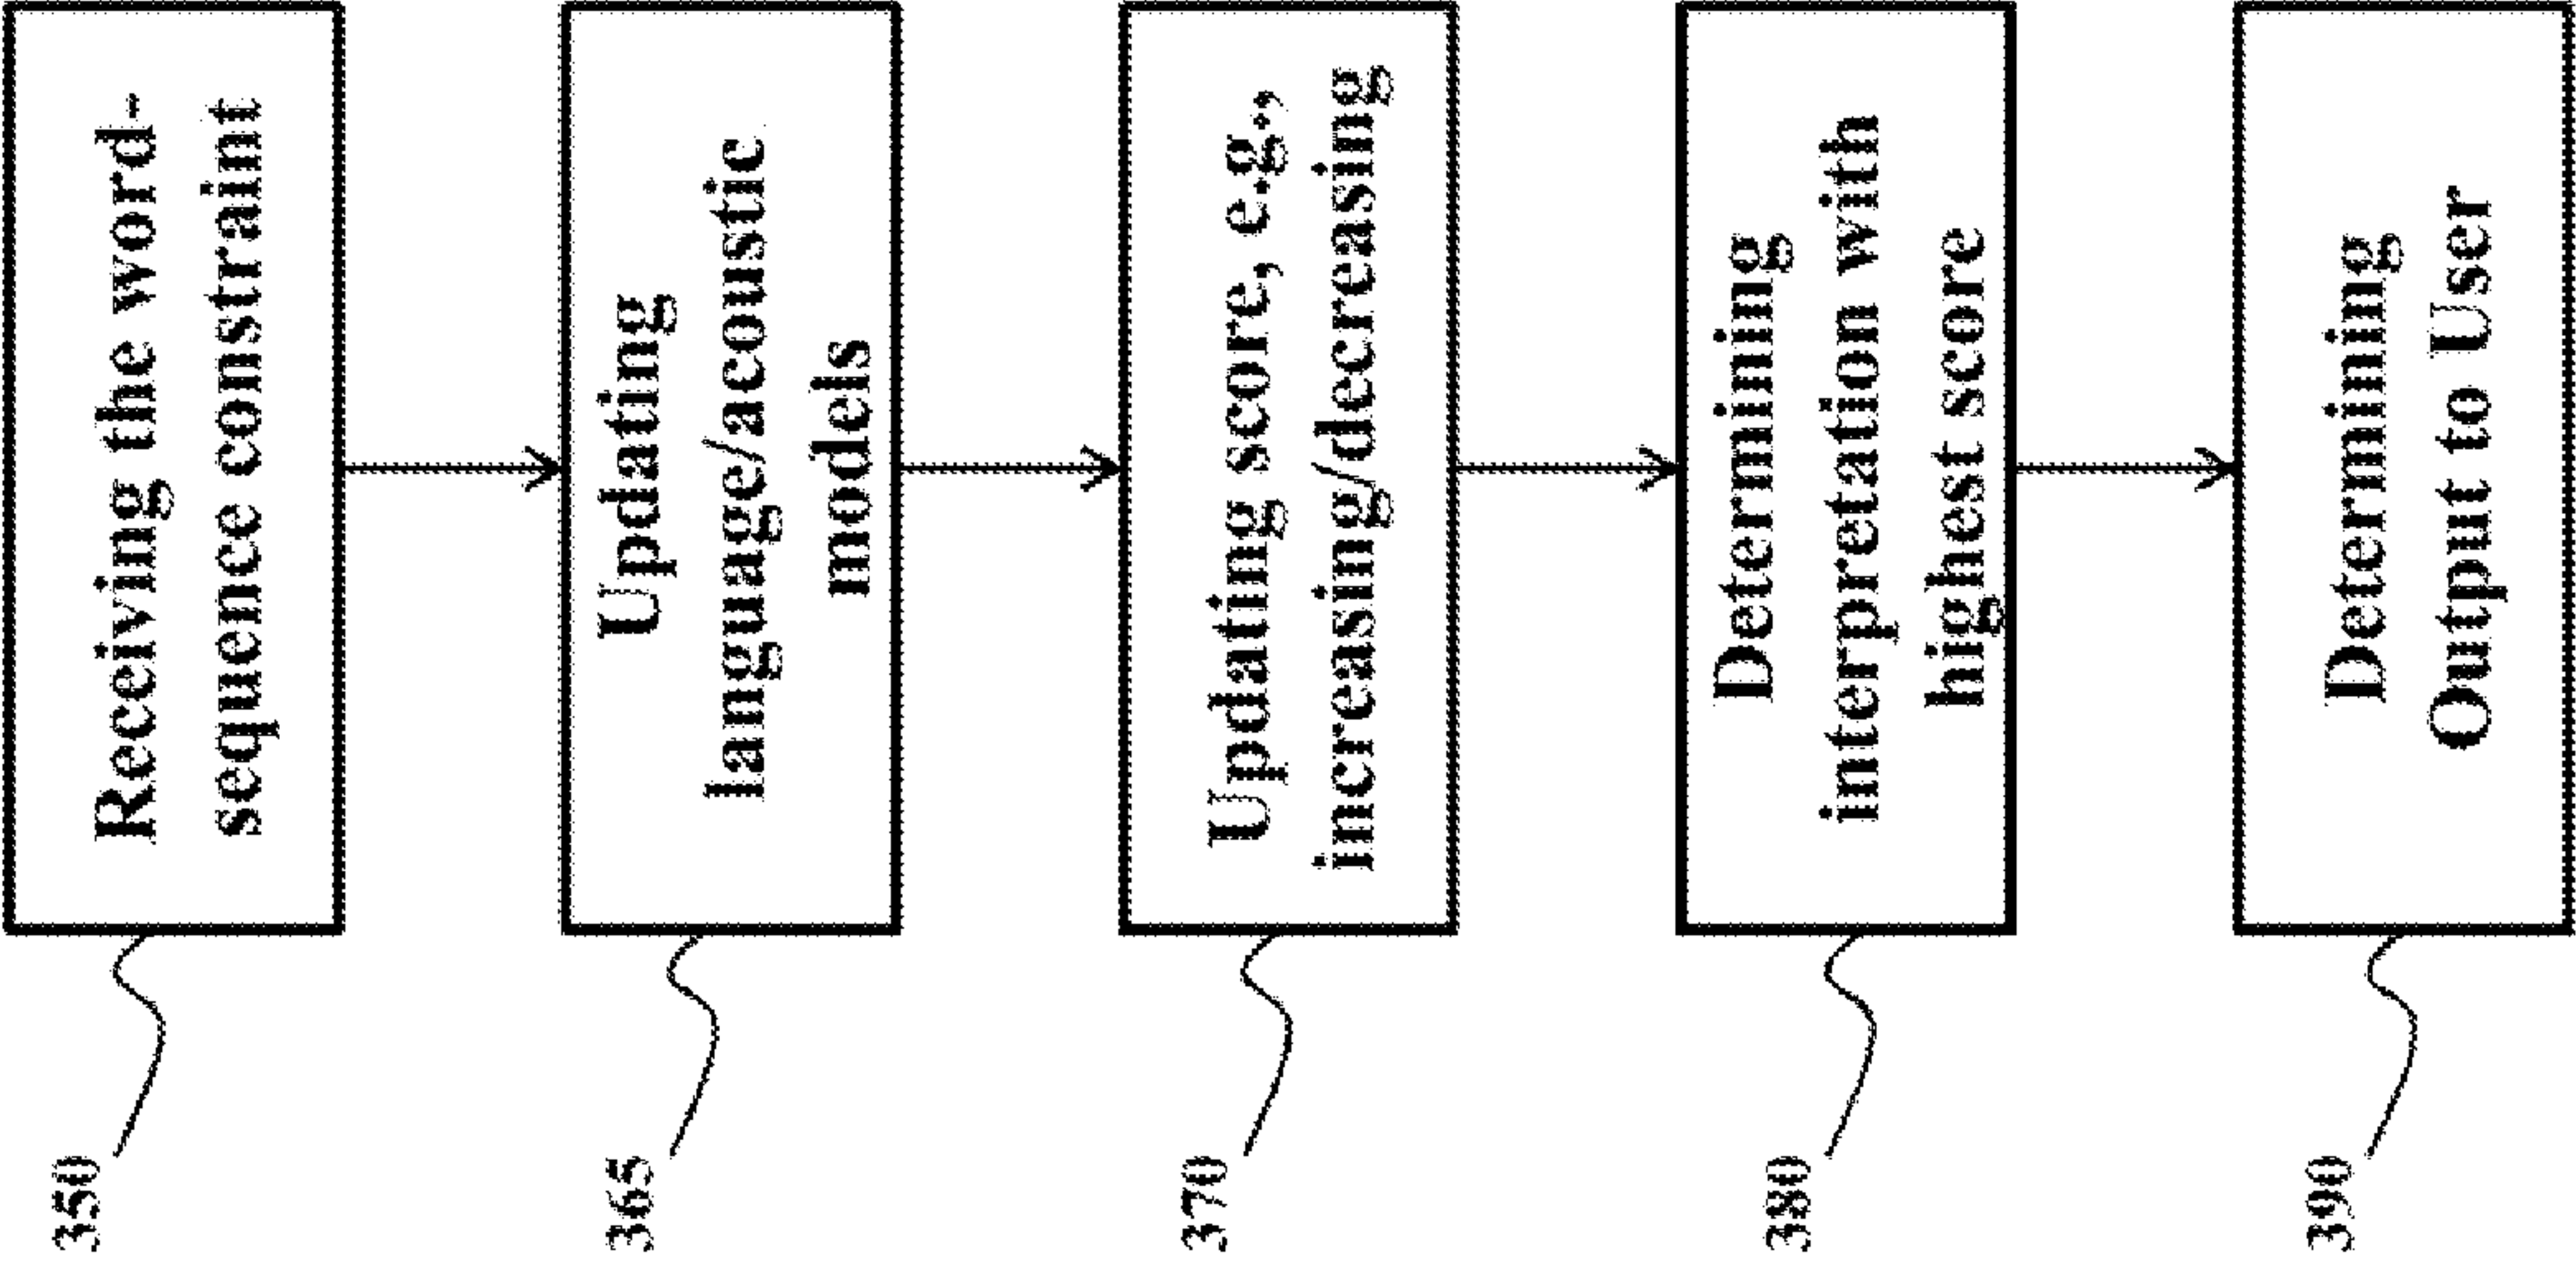 350
Receiving the word-
sequence constraint
365
Updating
language/acoustic
models
370
Updating score, e.g.,
increasing/decreasing
380
Determining
interpretation with
highest score
390
Determining
Output to User